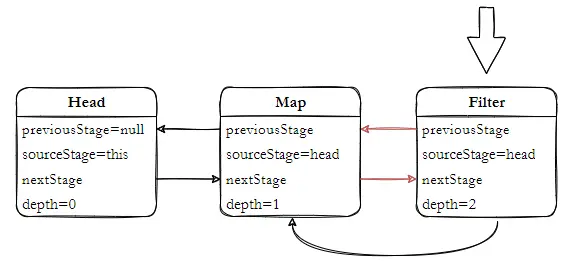 Head
previousStage=null
sourceStage=this
nextStage
depth=0
Map
previousStage
sourceStage=head
nextStage
depth=1
Filter
previousStage
sourceStage=head
nextStage
depth=2